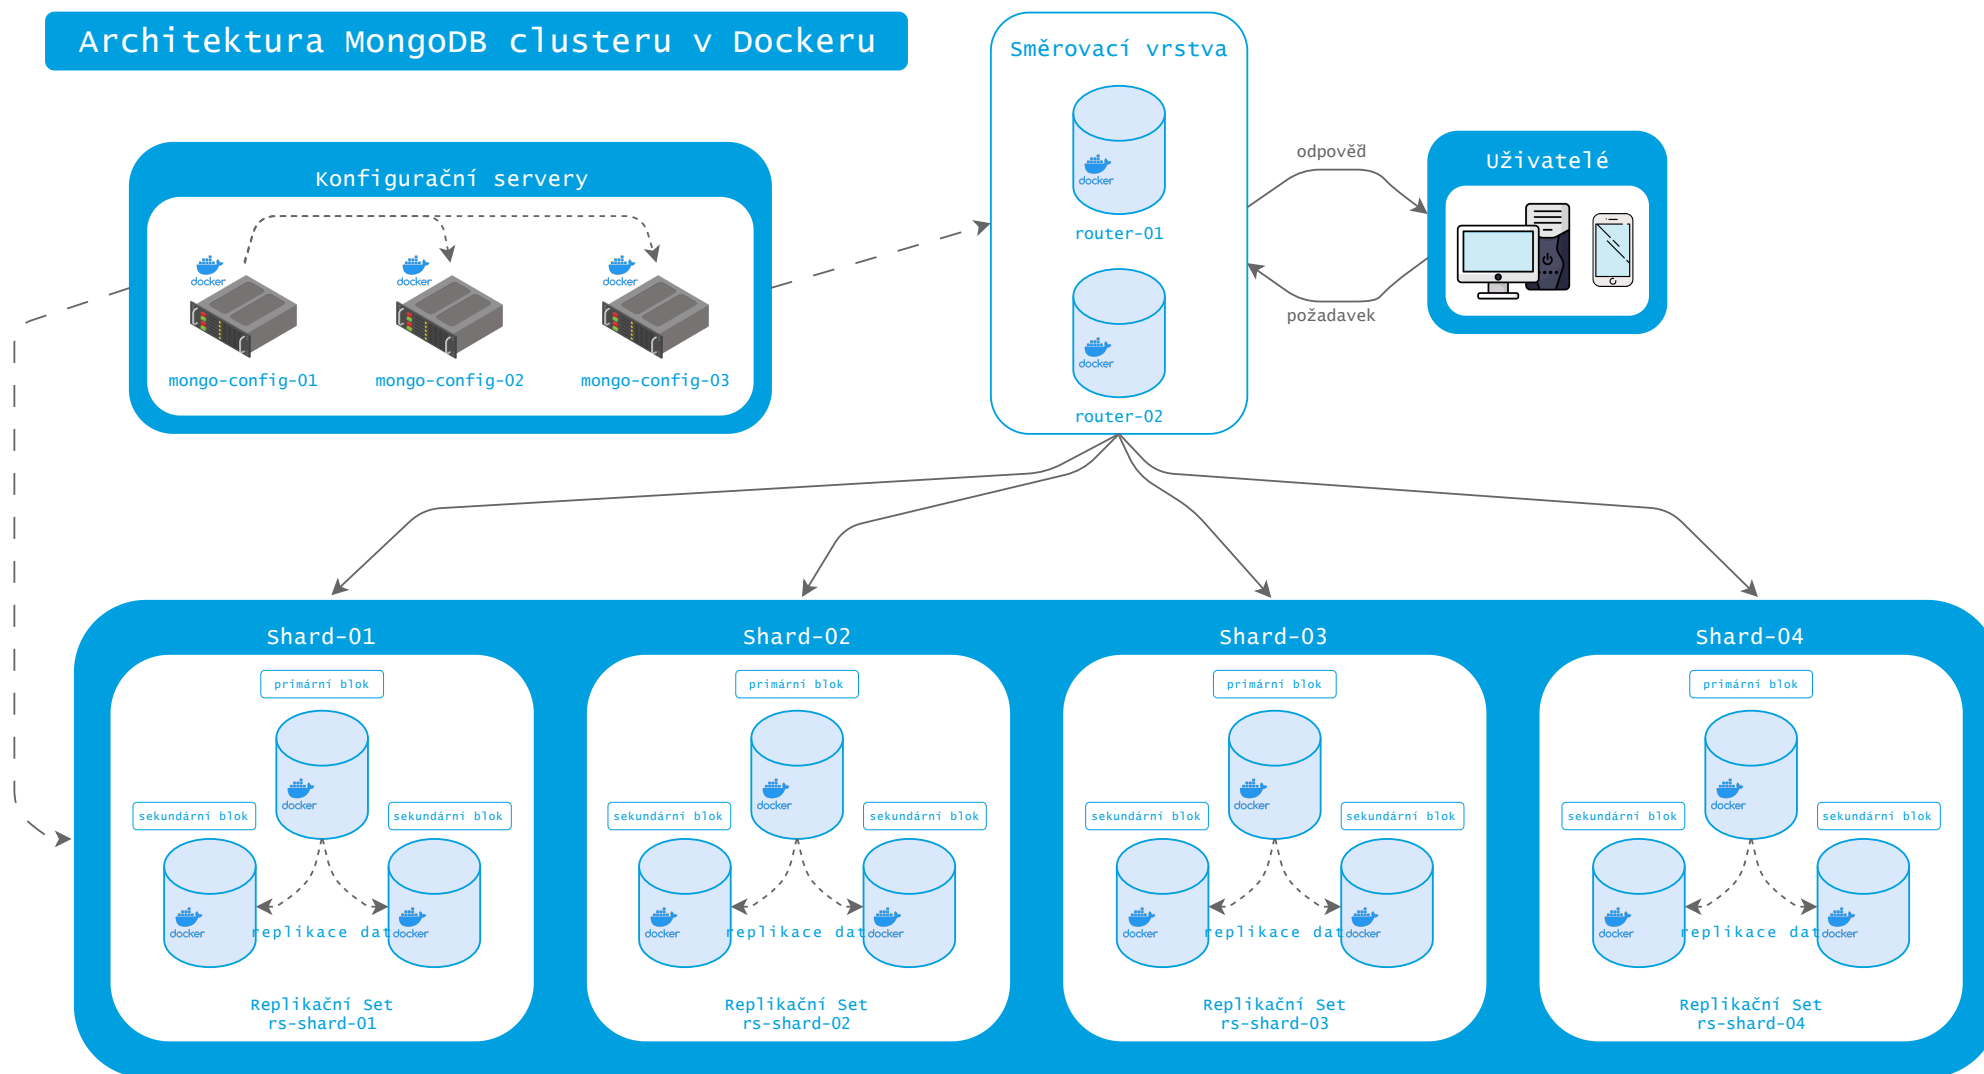 Architektura MongoDB clusteru v Dockeru
Směrovací vrstva
docker
router-01
docker
router-02
odpověď
požadavek
Uživatelé
Konfigurační servery
docker
docker
docker
mongo-config-01
mongo-config-02
mongo-config-03
Shard-01
primární blok
docker
sekundární blok
sekundární blok
docker
replikace dat
docker
Replikační Set
rs-shard-01
Shard-02
primární blok
docker
sekundární blok
sekundární blok
docker
replikace dat
docker
Replikační Set
rs-shard-02
Shard-03
primární blok
docker
sekundární blok
sekundární blok
docker
replikace dat
docker
Replikační Set
rs-shard-03
Shard-04
primární blok
docker
sekundární blok
sekundární blok
docker
replikace dat
docker
Replikační Set
rs-shard-04